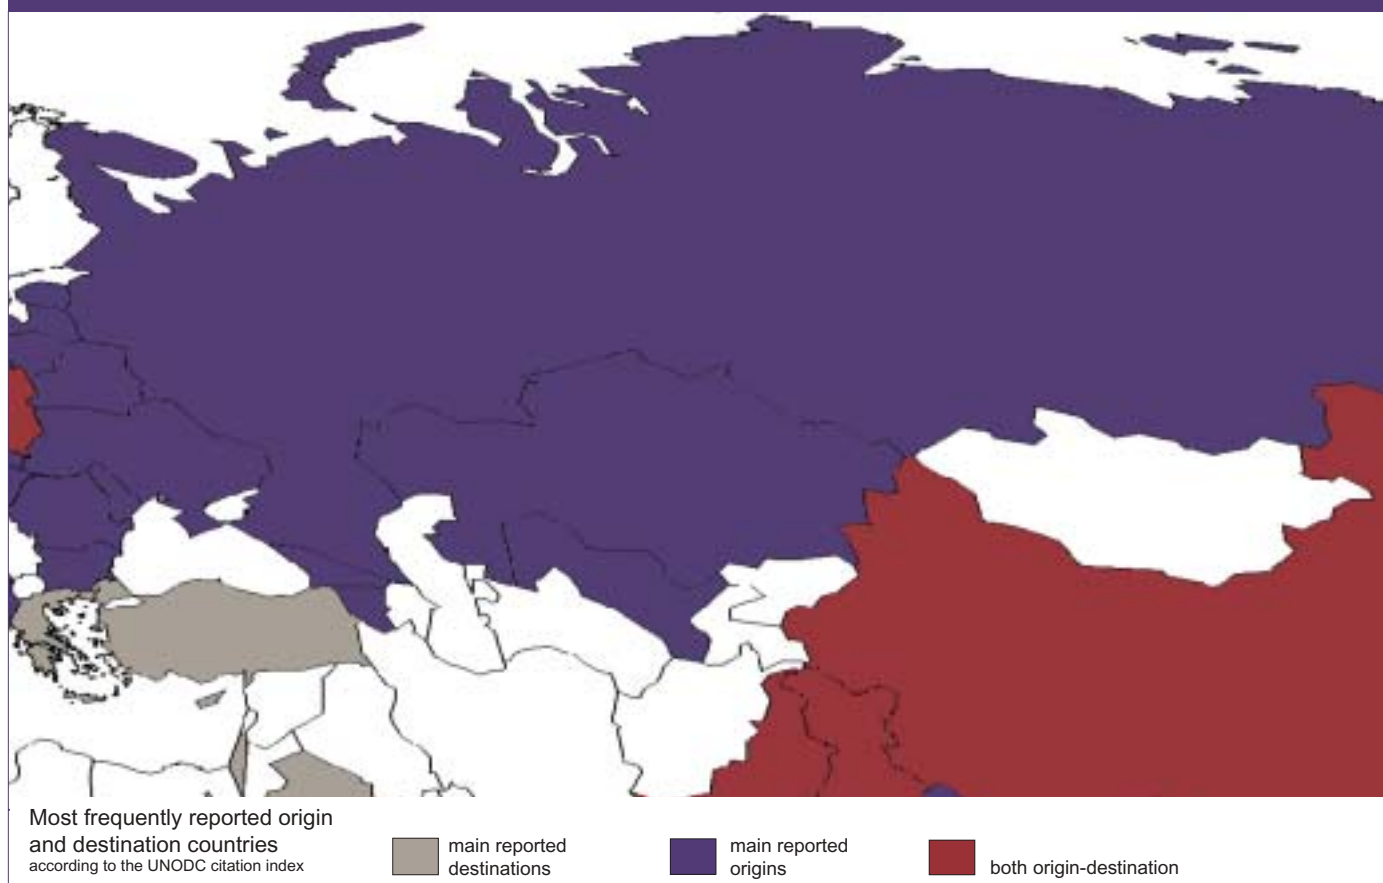 Most frequently reported origin
and destination countries
according to the UNODC citation index
main reported
destinations
main reported
origins
both origin-destination